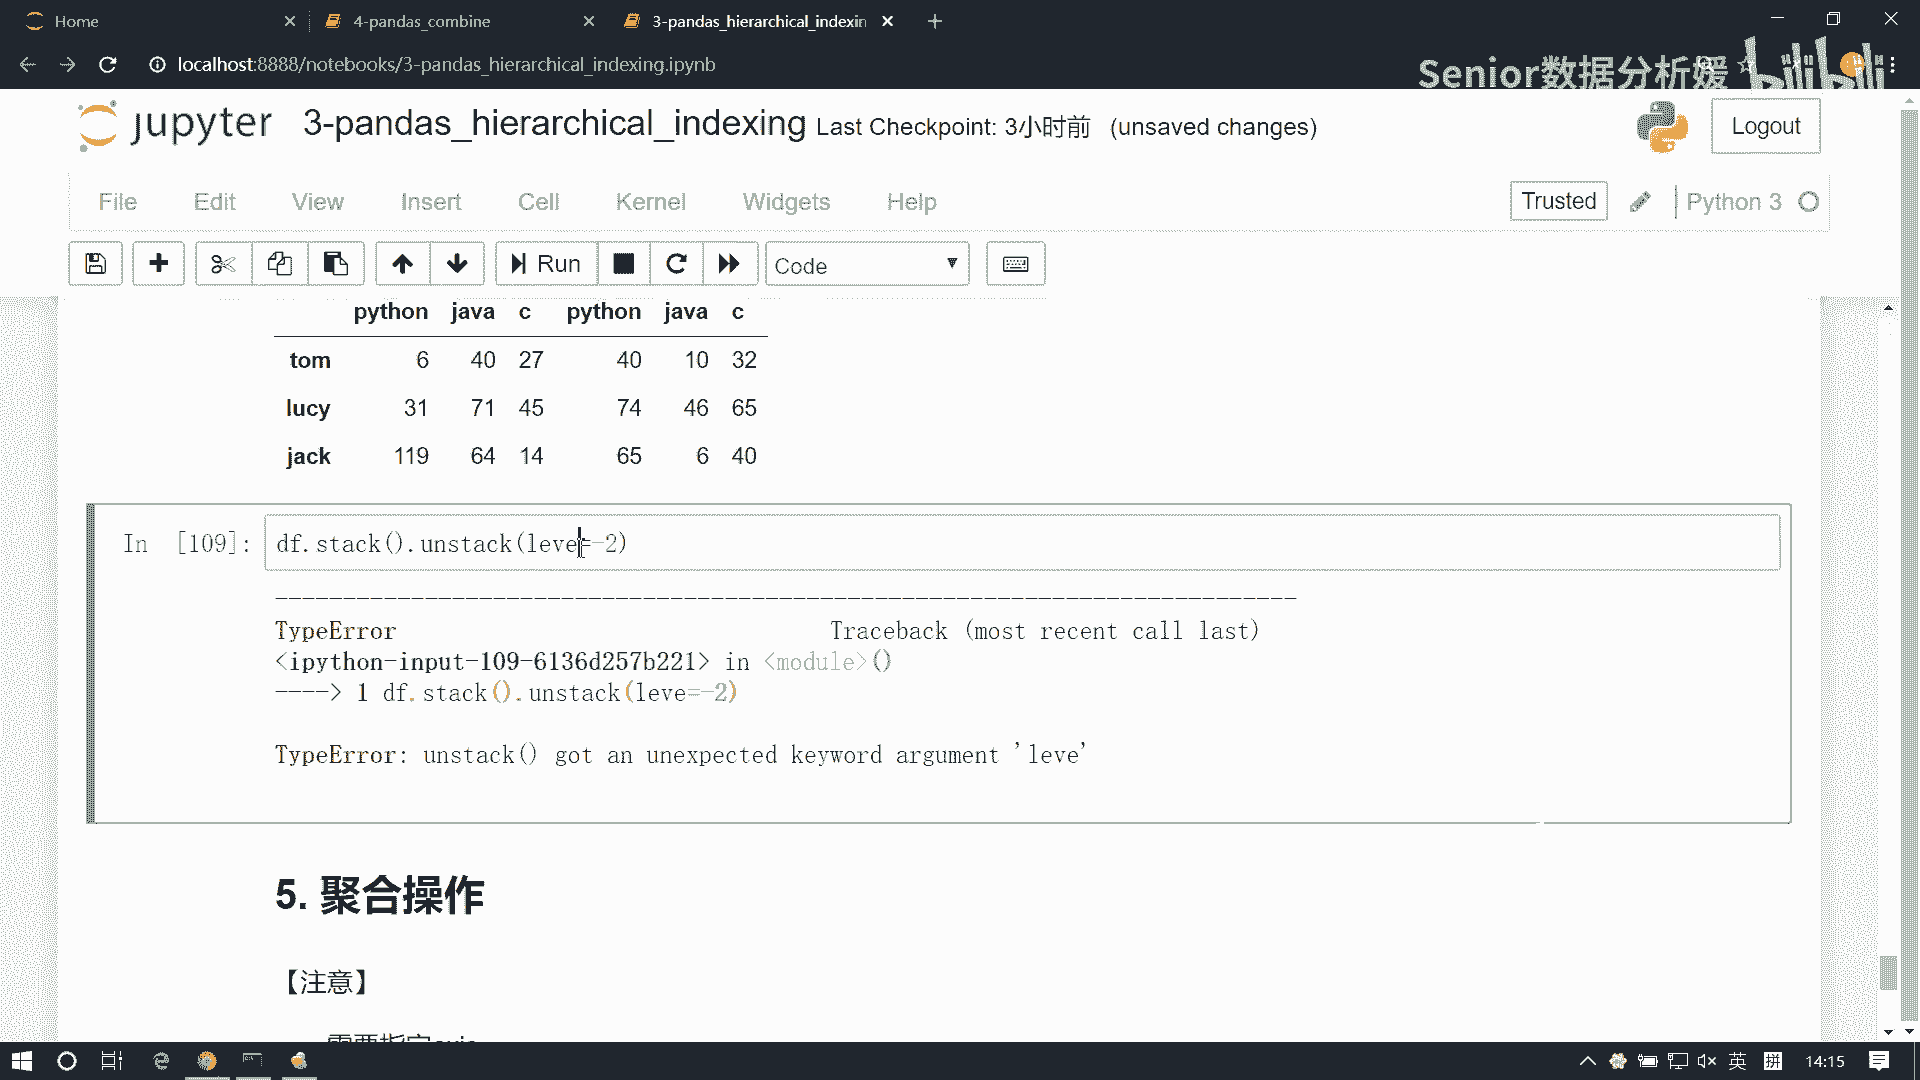 Home
4-pandas_combine
3-pandas_hierarchical_indexin
localhost:8888/notebooks/3-pandas_hierarchical_indexing.ipynb
Senior数据分析媛 bilibili
jupyter 3-pandas_hierarchical_indexing Last Checkpoint: 3小时前 (unsaved changes)
Logout
File Edit View Insert Cell Kernel Widgets Help
Trusted Python 3
Run Code
python java c python java c
tom 6 40 27 40 10 32
lucy 31 71 45 74 46 65
jack 119 64 14 65 6 40
In [109]: df.stack().unstack(leve=-2)
---------------------------------------------------------------------------
TypeError Traceback (most recent call last)
<ipython-input-109-6136d257b221> in <module>()
----> 1 df.stack().unstack(leve=-2)
TypeError: unstack() got an unexpected keyword argument 'leve'
5. 聚合操作
【注意】
英 拼 14:15